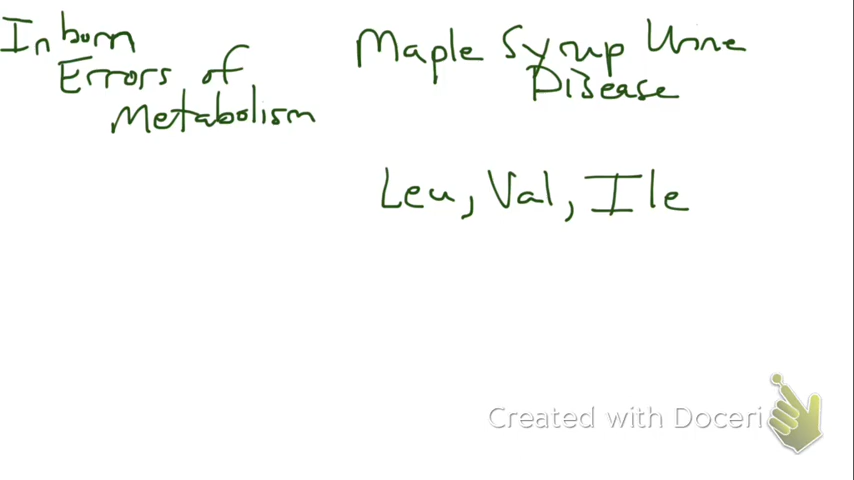 Inborn
Errors of
Metabolism
Maple Syrup Urine
Disease
Leu, Val, Ile
Created with Doceri